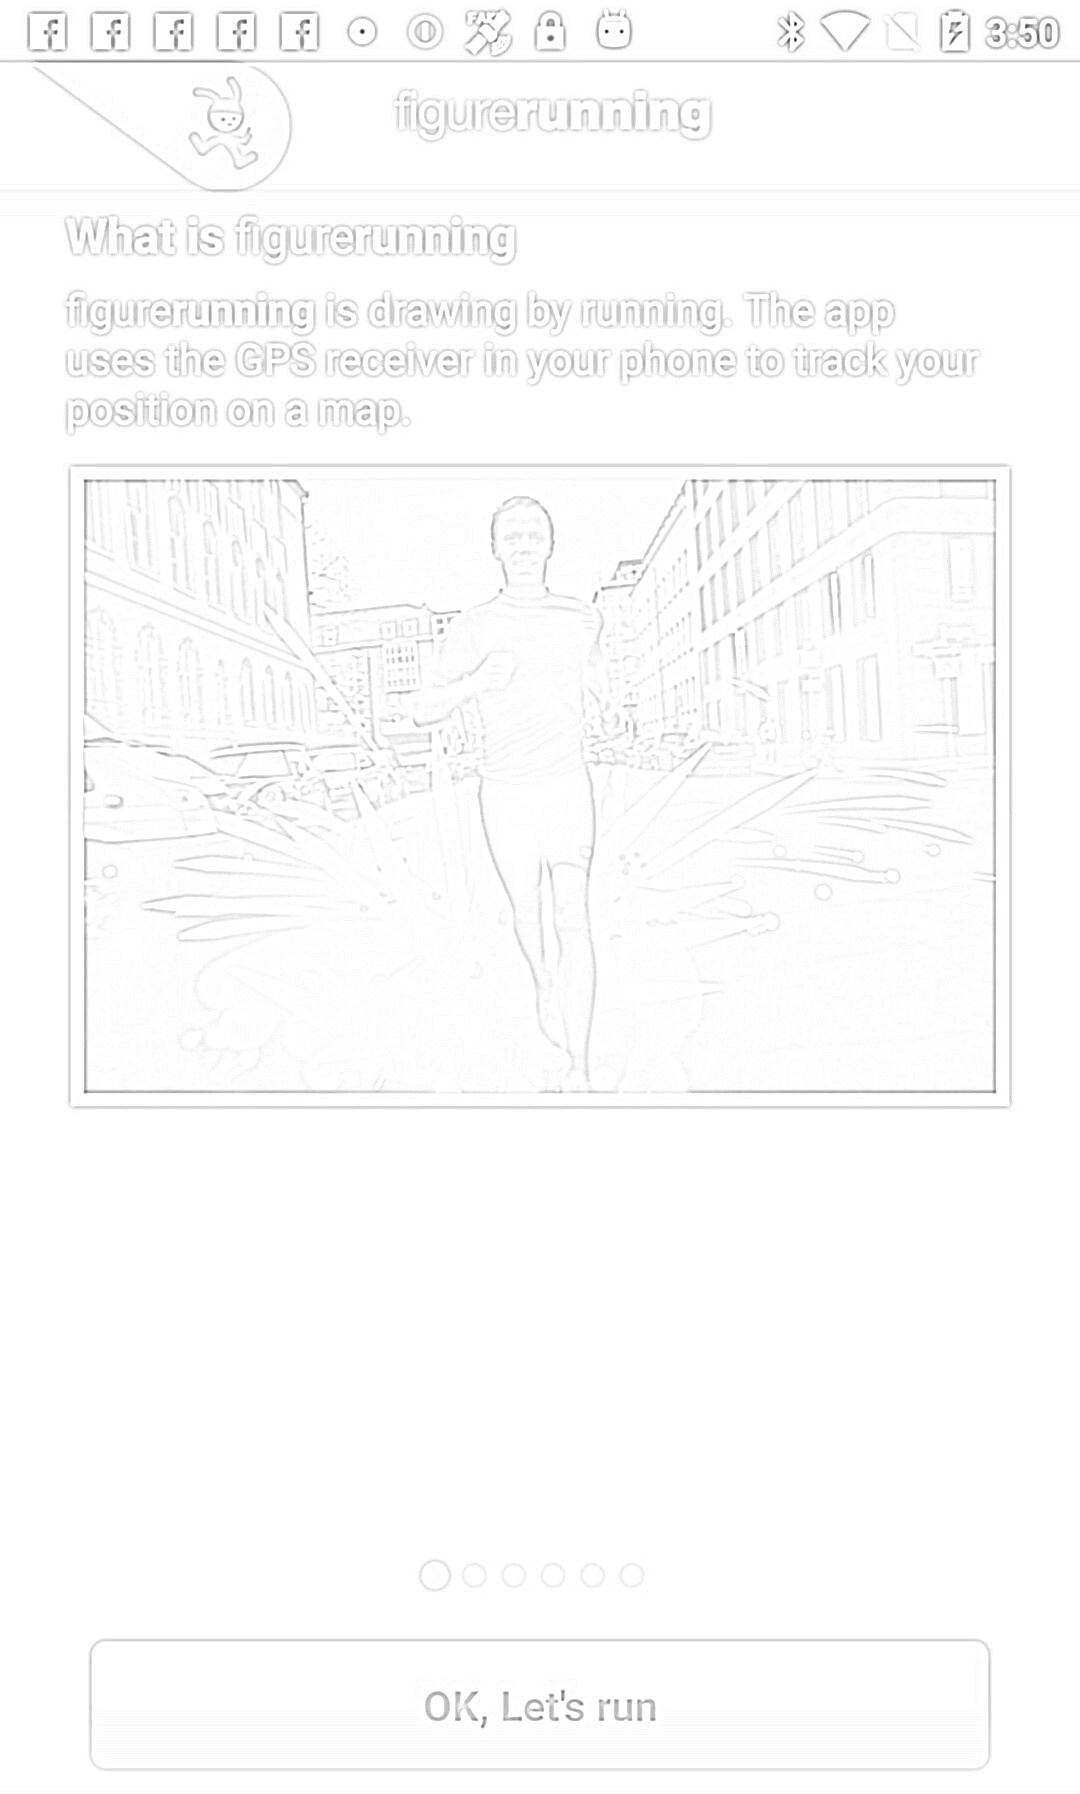 3:50
figurerunning
What is figurerunning
figurerunning is drawing by running. The app
uses the GPS receiver in your phone to track your
position on a map.
OK, Let's run